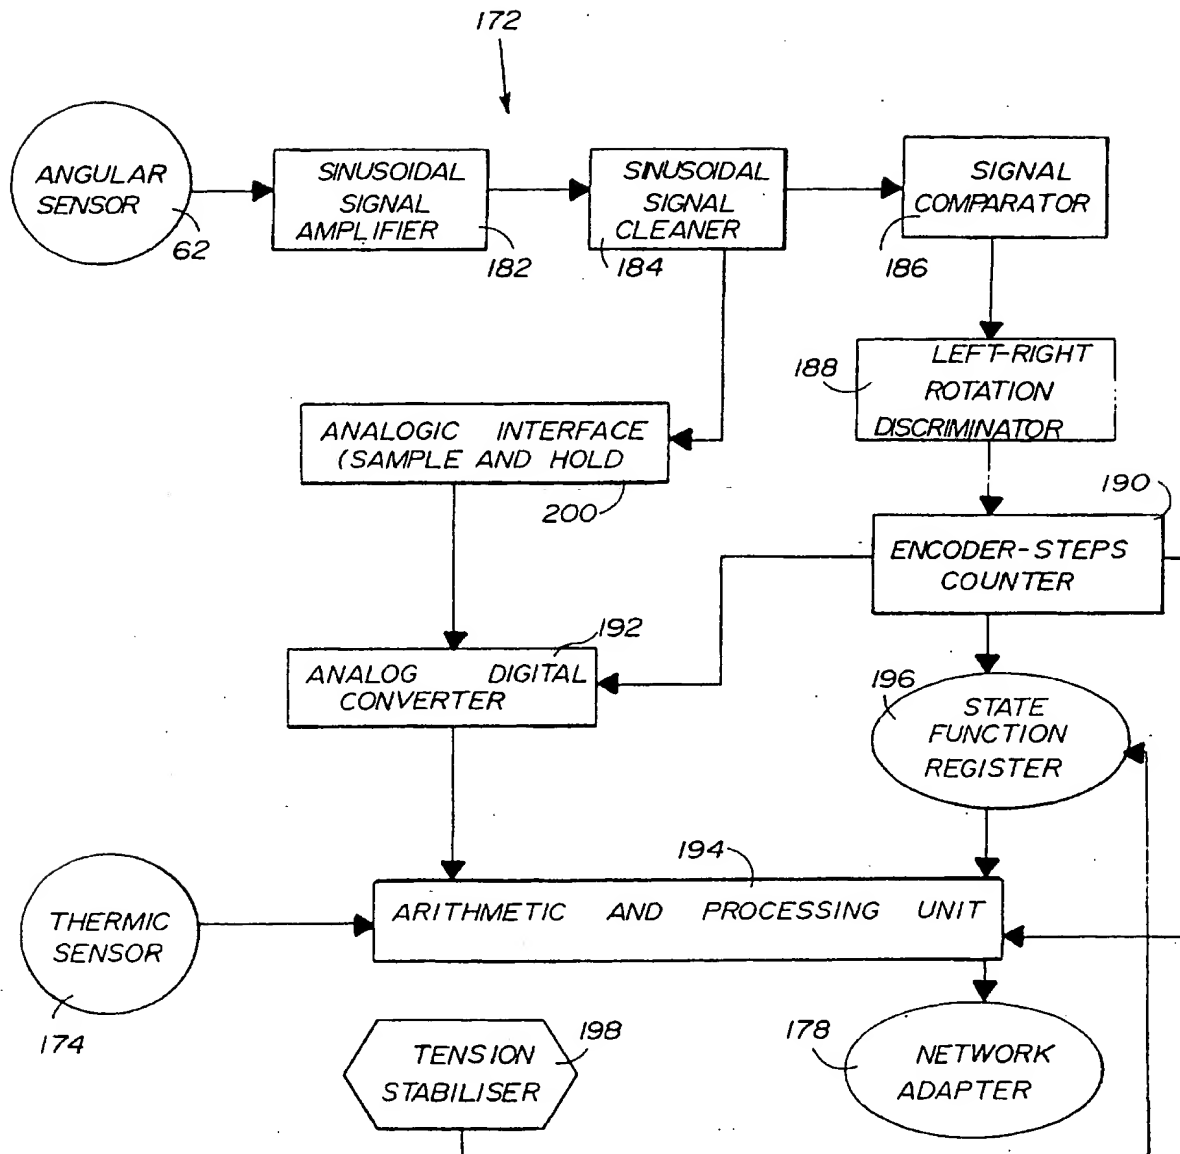 172
ANGULAR
SENSOR
62
SINUSOIDAL
SIGNAL
AMPLIFIER
182
SINUSOIDAL
SIGNAL
CLEANER
184
SIGNAL
COMPARATOR
186
LEFT-RIGHT
ROTATION
DISCRIMINATOR
188
ANALOGIC INTERFACE
(SAMPLE AND HOLD
200
190
ENCODER-STEPS
COUNTER
192
ANALOG DIGITAL
CONVERTER
196
STATE
FUNCTION
REGISTER
194
ARITHMETIC AND PROCESSING UNIT
THERMIC
SENSOR
174
198
TENSION
STABILISER
178
NETWORK
ADAPTER